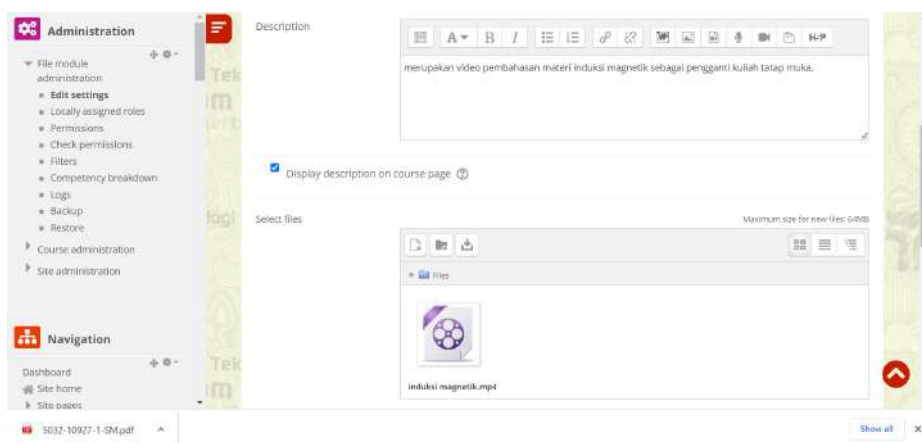 Administration
File module
administration
Edit settings
Locally assigned roles
Permissions
Check permissions
Filters
Competency breakdown
Logs
Backup
Restore
Course administration
Site administration
Navigation
Dashboard
Site home
Site pages
Description
A B I H-P
merupakan video pembahasan materi induksi magnetik sebagai pengganti kuliah tatap muka.
Display description on course page
Select files
Maximum size for new files: 64MB
Files
induksi magnetik.mp4
5032-10927-1-SM.pdf
Show all
X